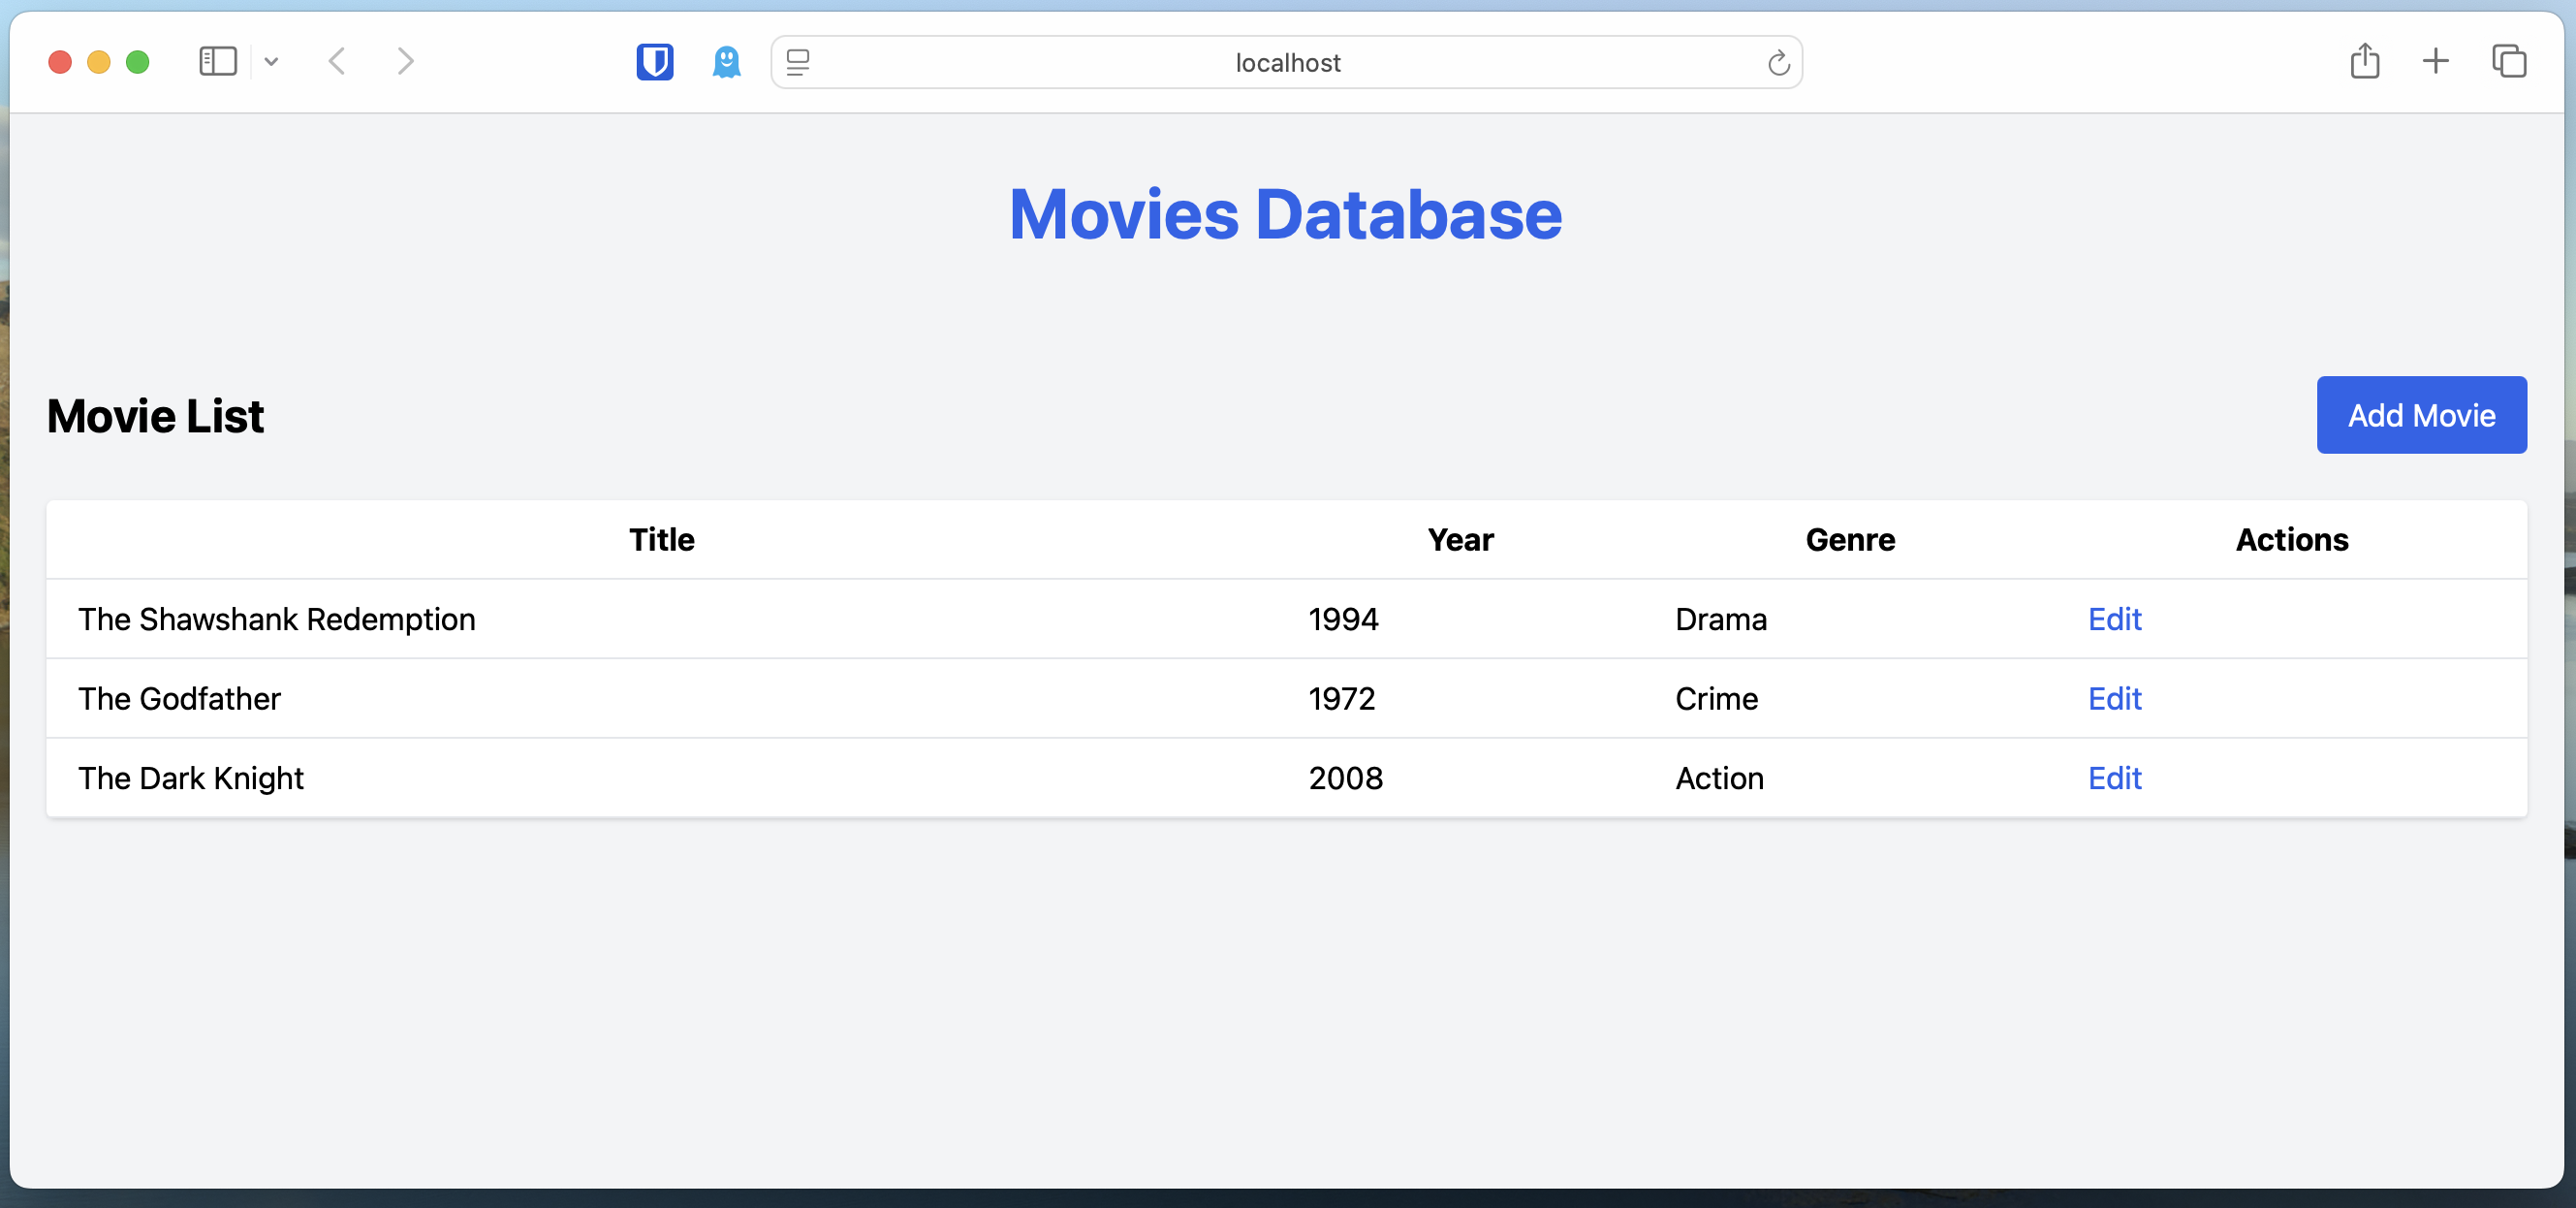 localhost
Movies Database
Movie List
Add Movie
Title Year Genre Actions
The Shawshank Redemption 1994 Drama Edit
The Godfather 1972 Crime Edit
The Dark Knight 2008 Action Edit